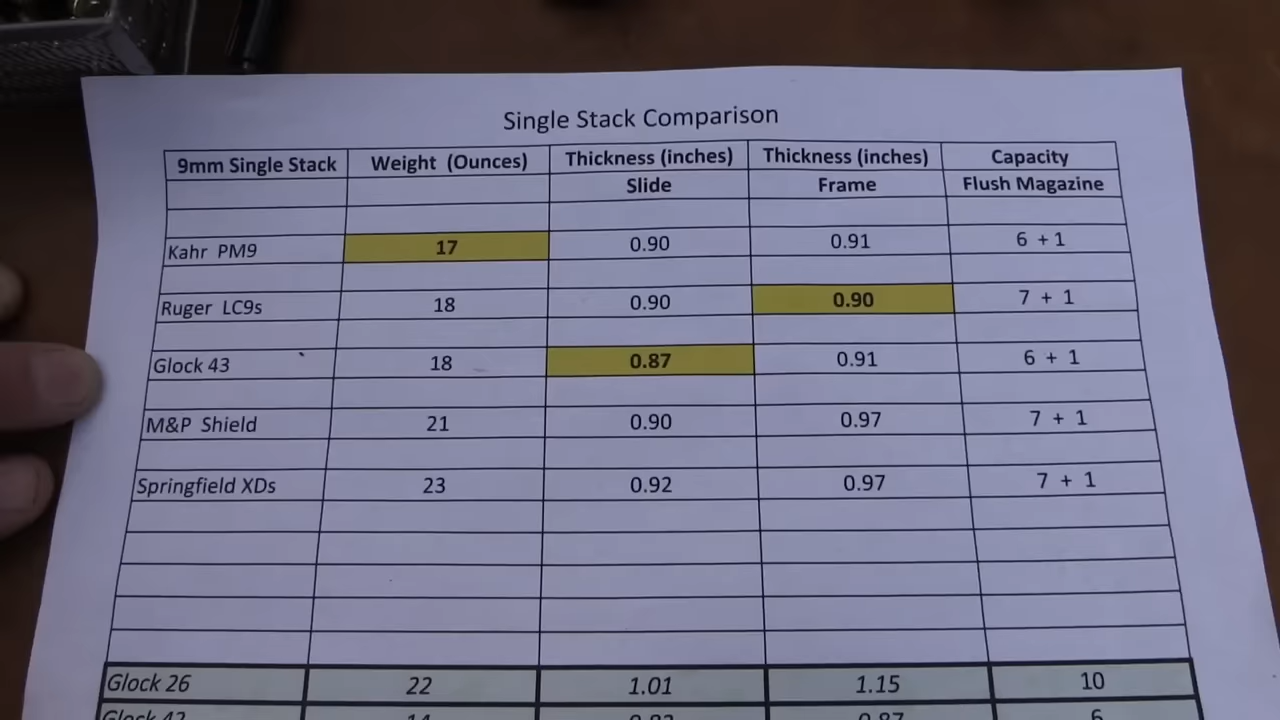 Single Stack Comparison
9mm Single Stack Weight (Ounces) Thickness (inches) Thickness (inches) Capacity
Slide Frame Flush Magazine
Kahr PM9 17 0.90 0.91 6 + 1
Ruger LC9s 18 0.90 0.90 7 + 1
Glock 43 18 0.87 0.91 6 + 1
M&P Shield 21 0.90 0.97 7 + 1
Springfield XDs 23 0.92 0.97 7 + 1
Glock 26 22 1.01 1.15 10
Glock